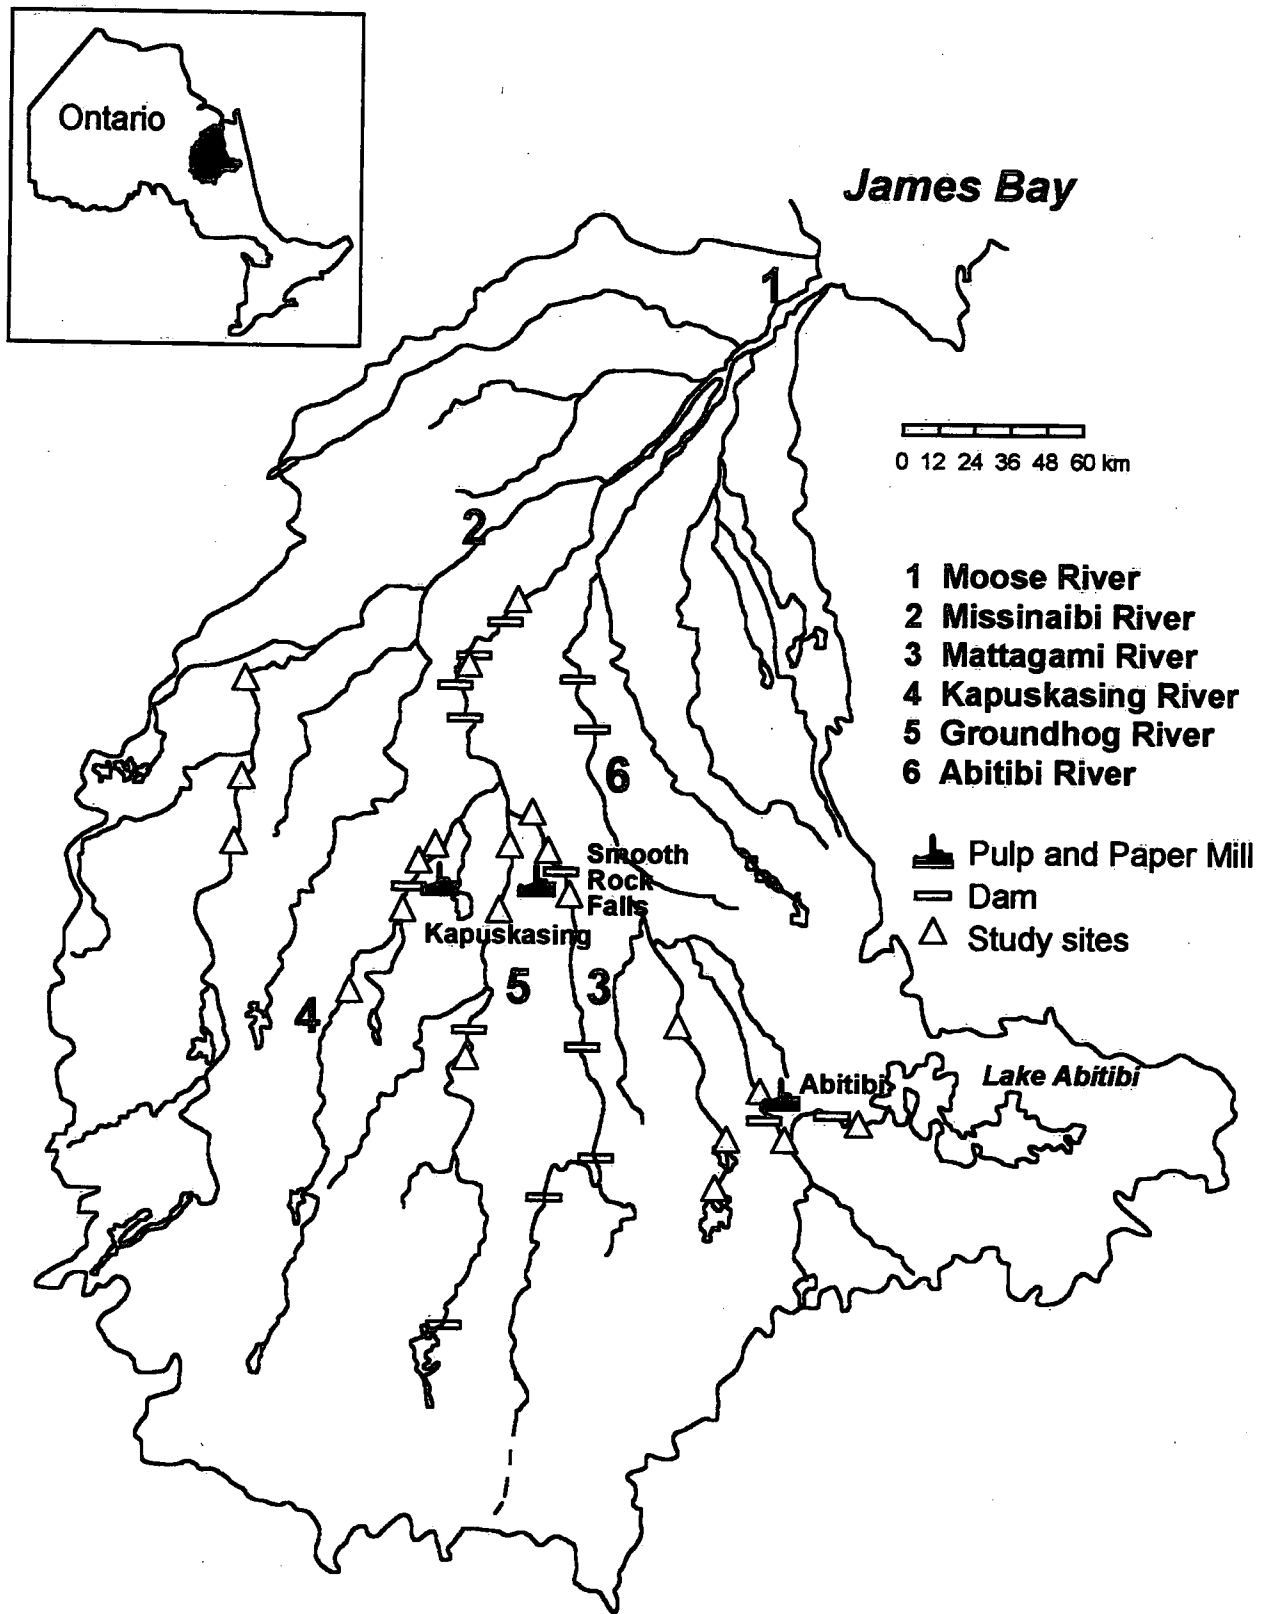 Ontario
James Bay
1
0 12 24 36 48 60 km
2
1 Moose River
2 Missinaibi River
3 Mattagami River
4 Kapuskasing River
5 Groundhog River
6 Abitibi River
6
Pulp and Paper Mill
Dam
Study sites
Smooth
Rock
Falls
Kapuskasing
5
3
4
Abitibi
Lake Abitibi